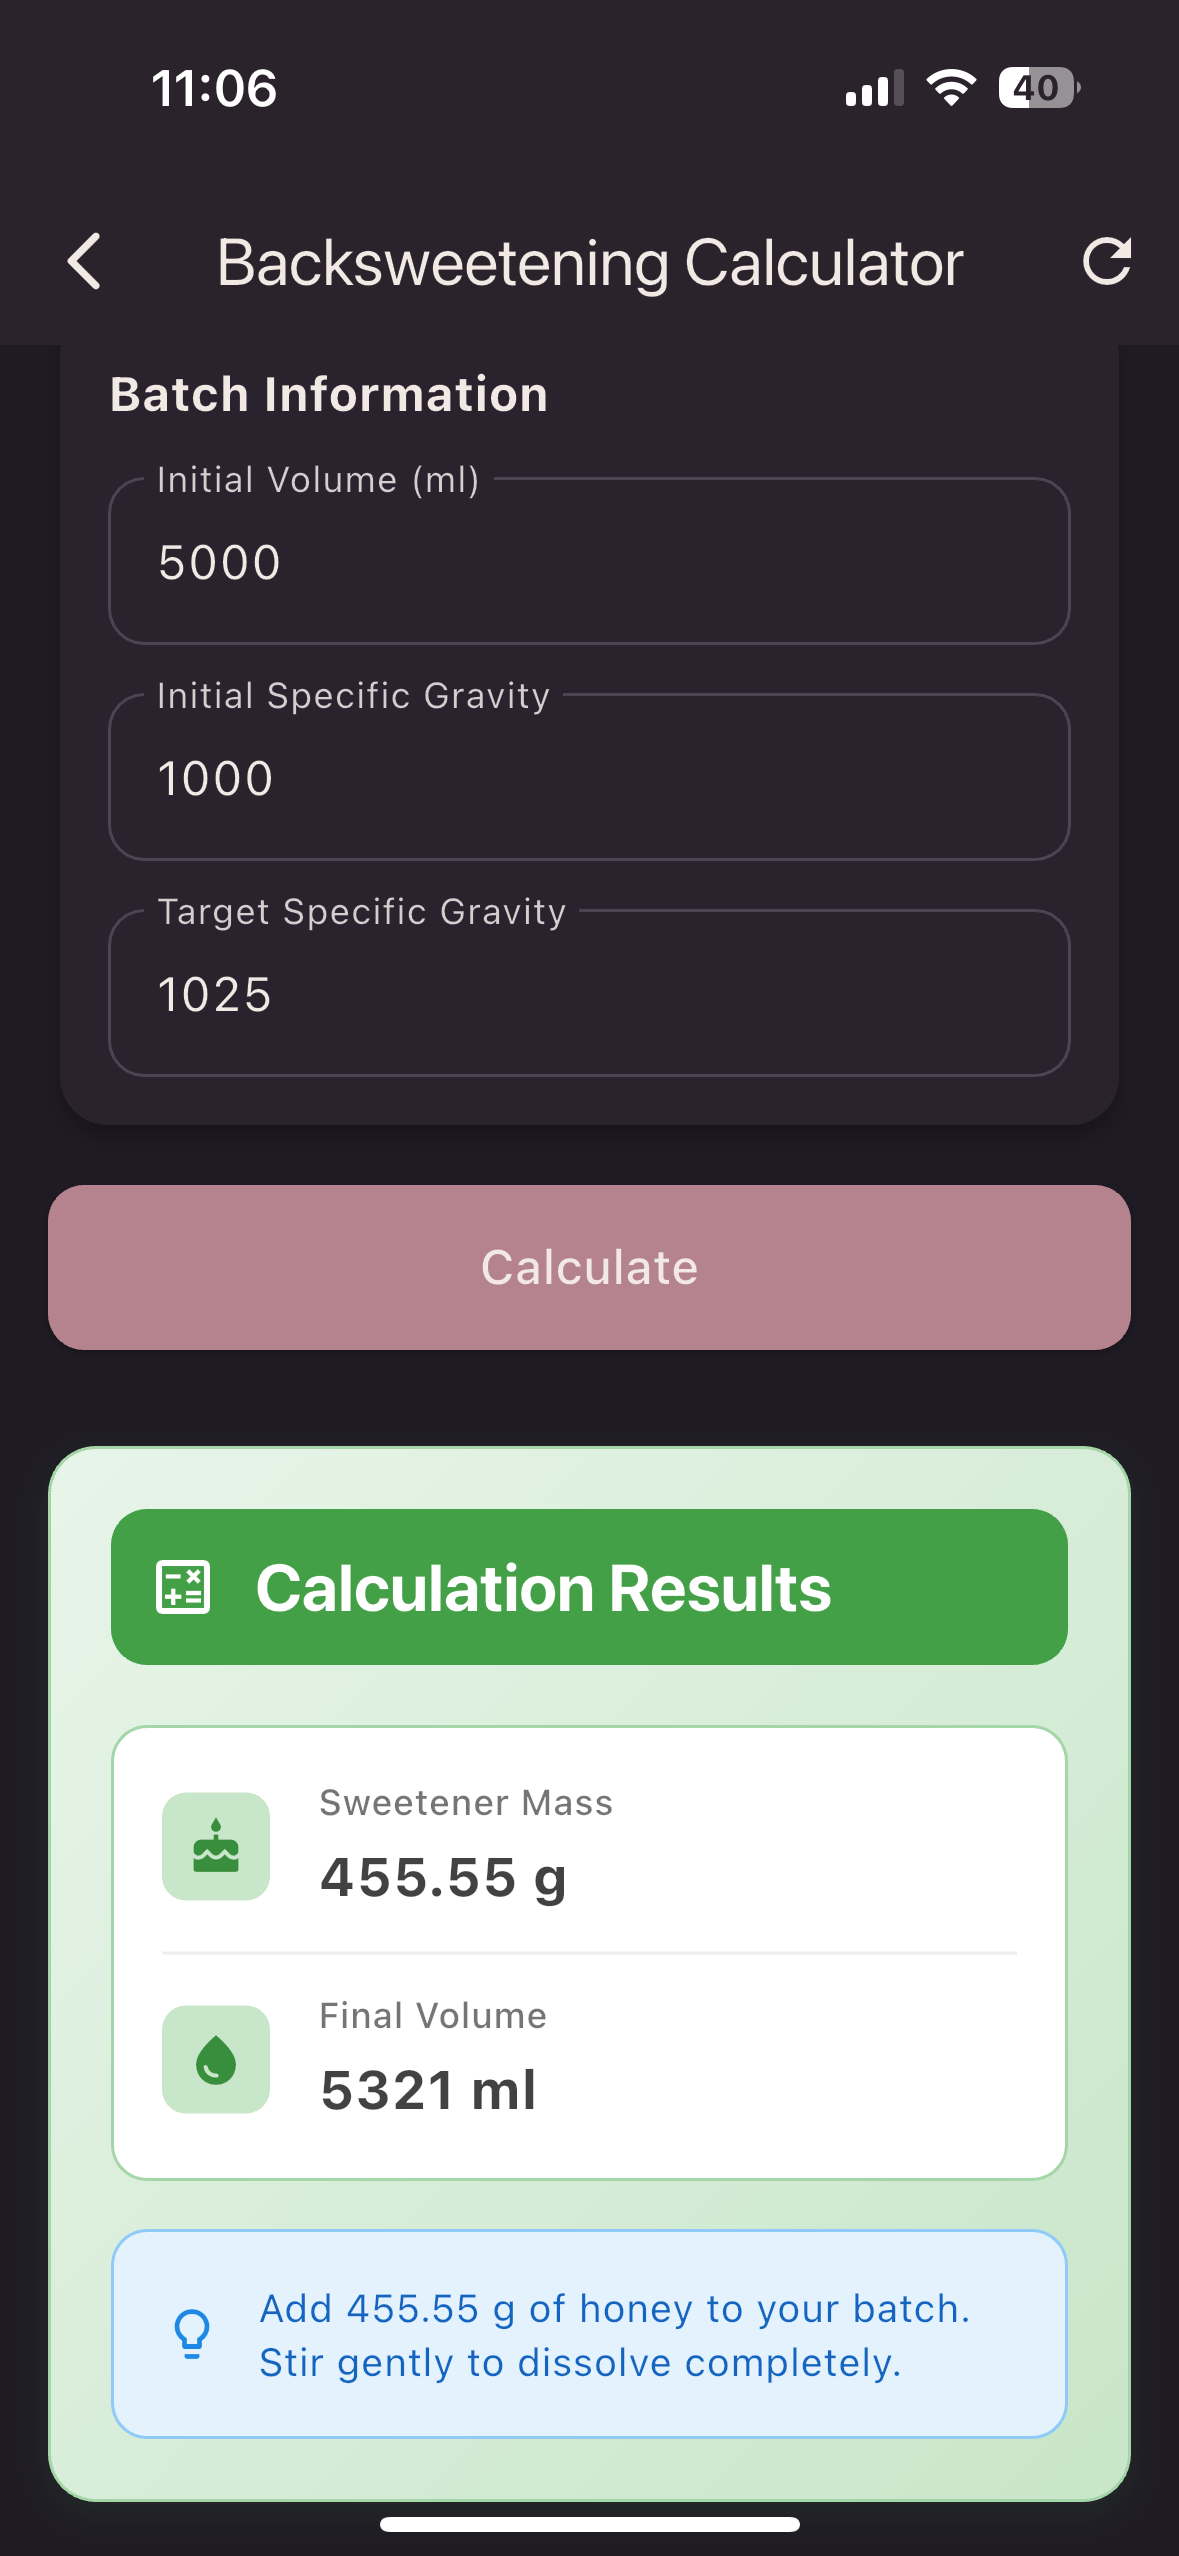 11:06
40
Backsweetening Calculator
Batch Information
Initial Volume (ml)
5000
Initial Specific Gravity
1000
Target Specific Gravity
1025
Calculate
Calculation Results
Sweetener Mass
455.55 g
Final Volume
5321 ml
Add 455.55 g of honey to your batch.
Stir gently to dissolve completely.